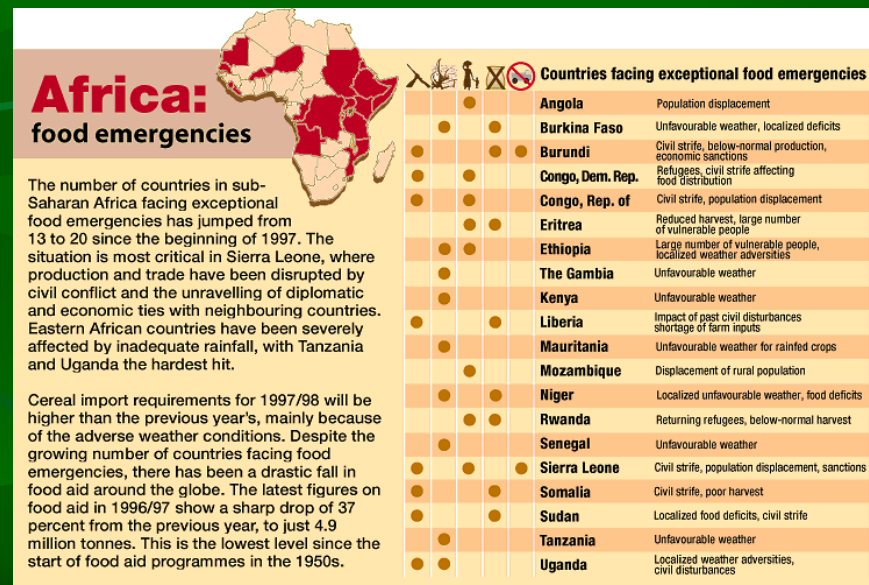 Africa:
food emergencies
The number of countries in sub-
Saharan Africa facing exceptional
food emergencies has jumped from
13 to 20 since the beginning of 1997. The
situation is most critical in Sierra Leone, where
production and trade have been disrupted by
civil conflict and the unravelling of diplomatic
and economic ties with neighbouring countries.
Eastern African countries have been severely
affected by inadequate rainfall, with Tanzania
and Uganda the hardest hit.
Cereal import requirements for 1997/98 will be
higher than the previous year's, mainly because
of the adverse weather conditions. Despite the
growing number of countries facing food
emergencies, there has been a drastic fall in
food aid around the globe. The latest figures on
food aid in 1996/97 show a sharp drop of 37
percent from the previous year, to just 4.9
million tonnes. This is the lowest level since the
start of food aid programmes in the 1950s.
Countries facing exceptional food emergencies
Angola Population displacement
Burkina Faso Unfavourable weather, localized deficits
Burundi Civil strife, below-normal production,
economic sanctions
Congo, Dem. Rep. Refugees, civil strife affecting
food distribution
Congo, Rep. of Civil strife, population displacement
Eritrea Reduced harvest, large number
of vulnerable people
Ethiopia Large number of vulnerable people,
localized weather adversities
The Gambia Unfavourable weather
Kenya Unfavourable weather
Liberia Impact of past civil disturbances
shortage of farm inputs
Mauritania Unfavourable weather for rainfed crops
Mozambique Displacement of rural population
Niger Localized unfavourable weather, food deficits
Rwanda Returning refugees, below-normal harvest
Senegal Unfavourable weather
Sierra Leone Civil strife, population displacement, sanctions
Somalia Civil strife, poor harvest
Sudan Localized food deficits, civil strife
Tanzania Unfavourable weather
Uganda Localized weather adversities,
civil disturbances